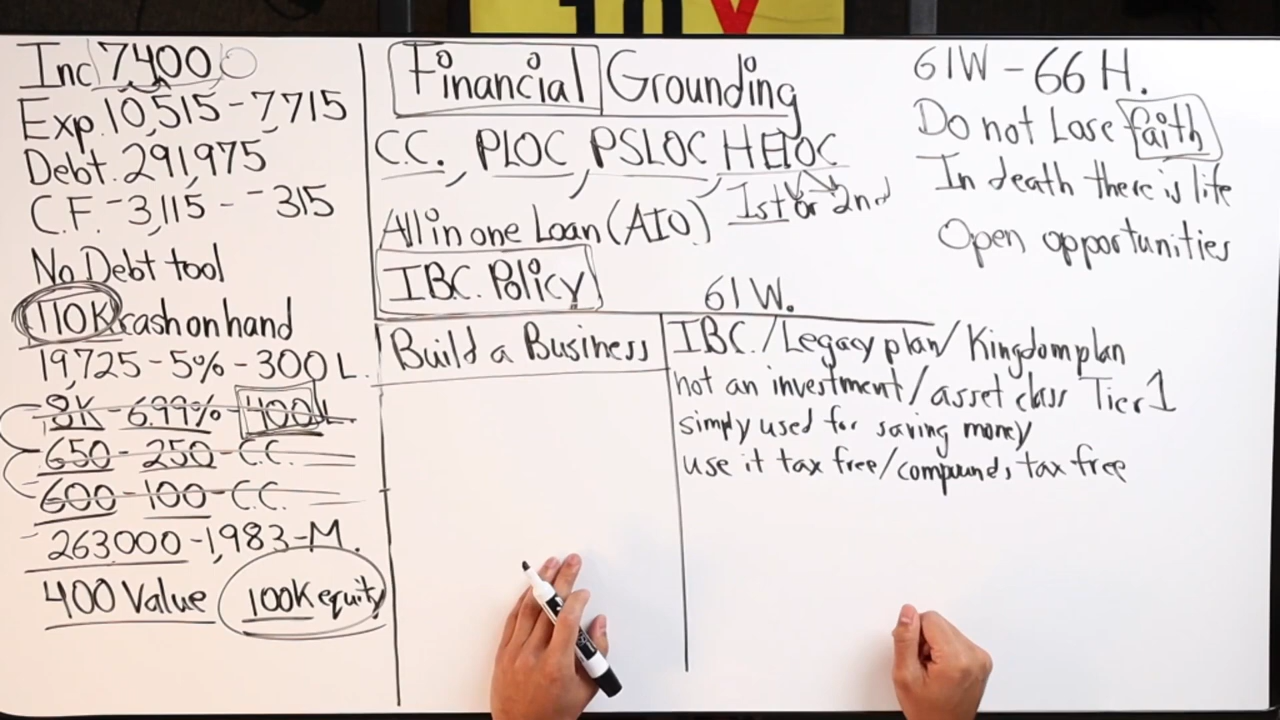 Inc 7400
Exp. 10,515 - 7,715
Debt. 291,975
C.F. -3,115 - -315
No Debt tool
110K cash on hand
19,725 - 5% - 300 L.
8K - 6.99% - 400 L
650 - 250 - C.C.
600 - 100 - C.C.
263000 - 1,983 - M.
400 Value 100K equity
Financial Grounding
C.C., PLOC, PSLOC, HELOC
1st or 2nd
All in one Loan (AIO)
IBC. Policy
61 W.
Build a Business
IBC. / Legacy plan / Kingdom plan
not an investment / asset class Tier 1
simply used for saving money
use it tax free / compounds tax free
61W - 66 H.
Do not Lose faith
In death there is life
Open opportunities